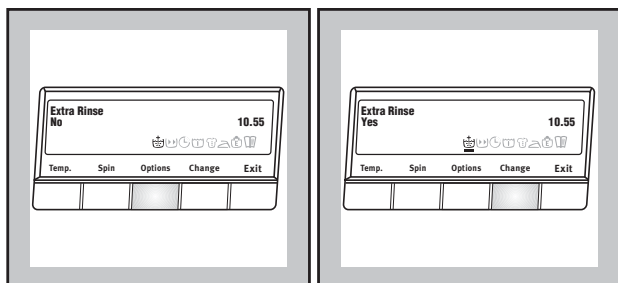 Extra Rinse
No 10.55
Temp. Spin Options Change Exit
Extra Rinse
Yes 10.55
Temp. Spin Options Change Exit